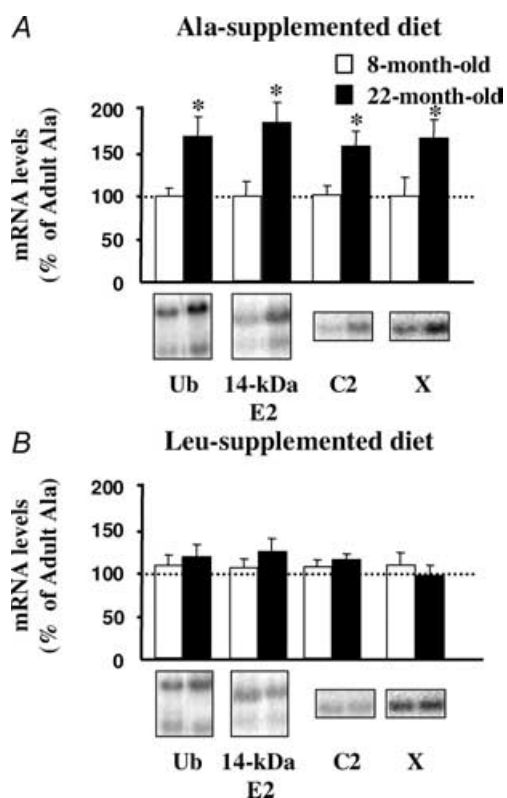 A
Ala-supplemented diet
8-month-old
22-month-old
mRNA levels
(% of Adult Ala)
200
150
100
50
0
* * * *
Ub 14-kDa E2 C2 X
B
Leu-supplemented diet
mRNA levels
(% of Adult Ala)
200
150
100
50
0
Ub 14-kDa E2 C2 X